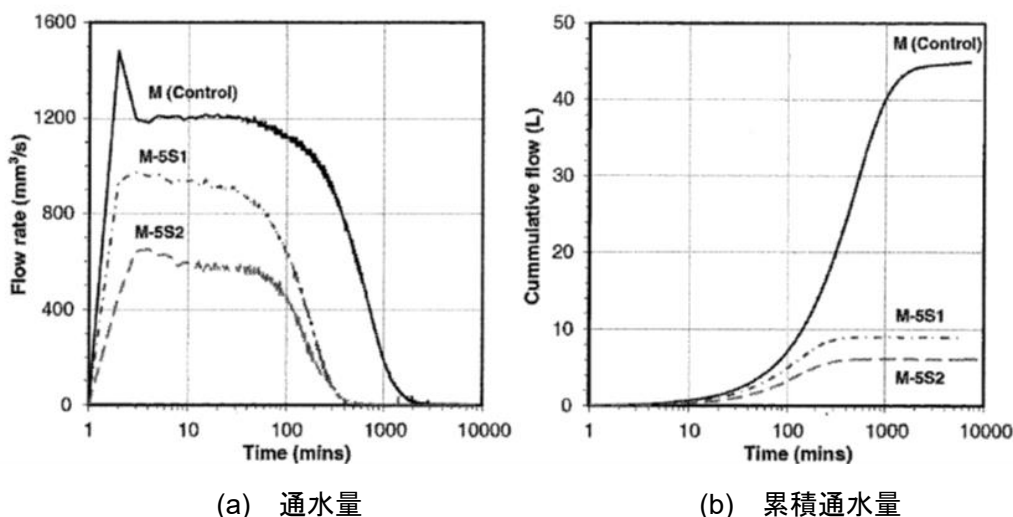 1600
1200
800
400
0
Flow rate (mm³/s)
M (Control)
M-5S1
M-5S2
1 10 100 1000 10000
Time (mins)
(a) 通水量
50
40
30
20
10
0
Cummulative flow (L)
M (Control)
M-5S1
M-5S2
1 10 100 1000 10000
Time (mins)
(b) 累積通水量